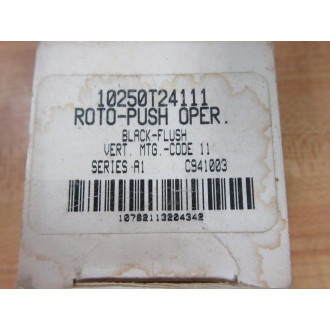 10250T24111
ROTO-PUSH OPER.
BLACK-FLUSH
VERT. MTG.-CODE 11
SERIES A1 C941003
10782113204342